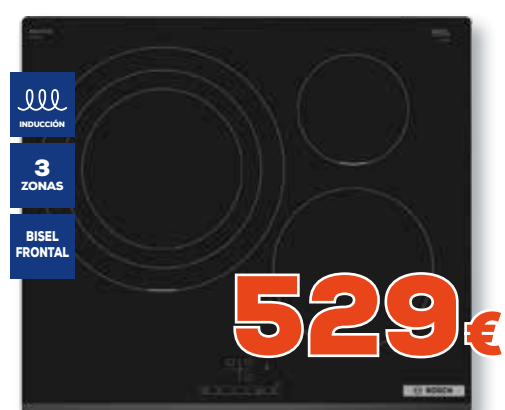 INDUCCIÓN
3
ZONAS
BISEL
FRONTAL
529€
BOSCH